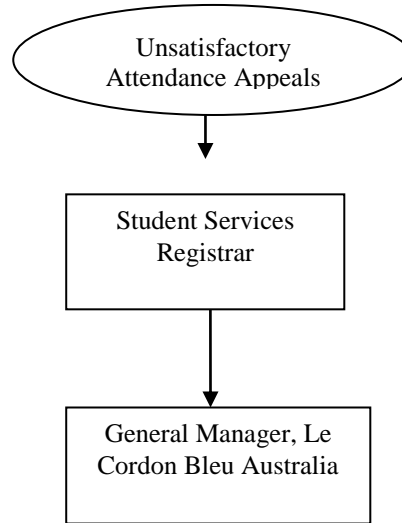 Unsatisfactory
Attendance Appeals
Student Services
Registrar
General Manager, Le
Cordon Bleu Australia